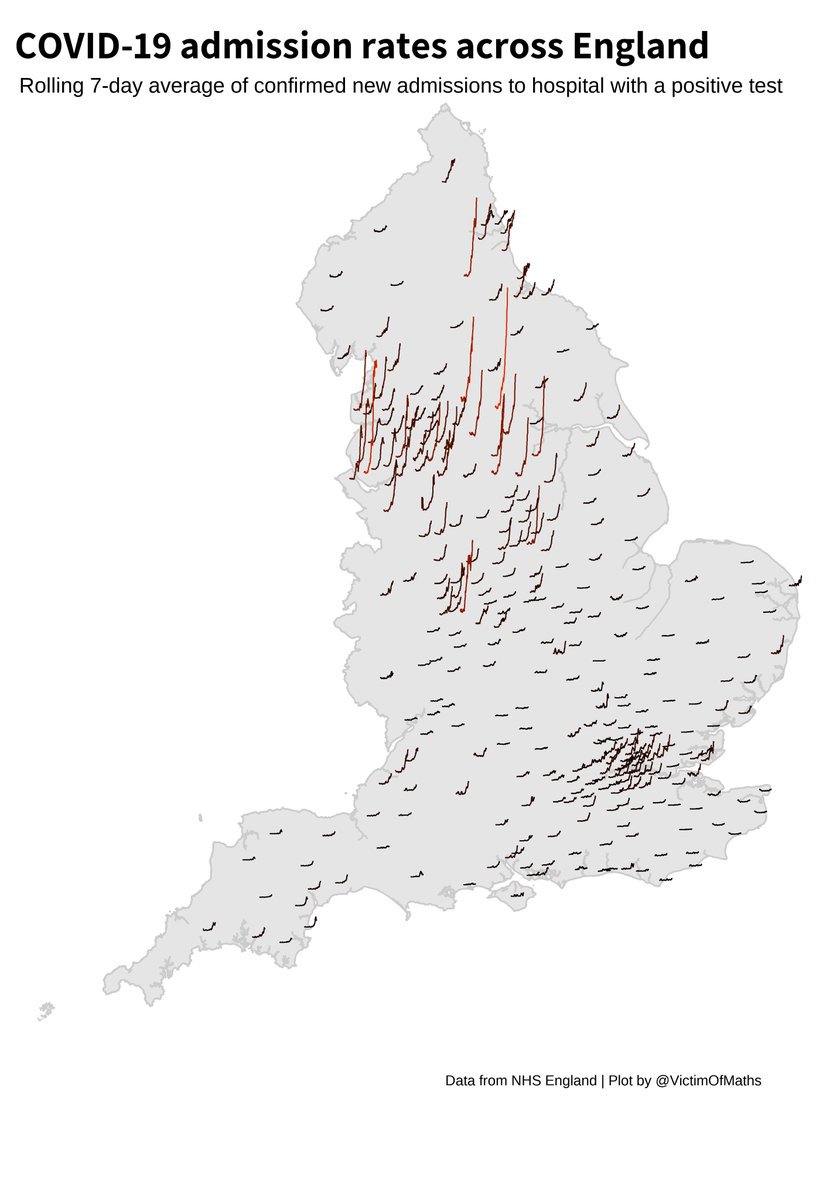 COVID-19 admission rates across England
Rolling 7-day average of confirmed new admissions to hospital with a positive test
Data from NHS England | Plot by @VictimOfMaths